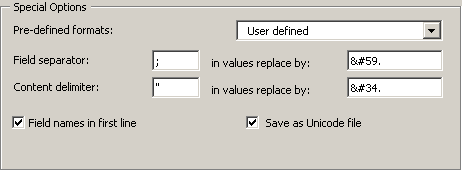 Special Options
Pre-defined formats: User defined
Field separator: ; in values replace by: &#59.
Content delimiter: " in values replace by: &#34.
Field names in first line Save as Unicode file